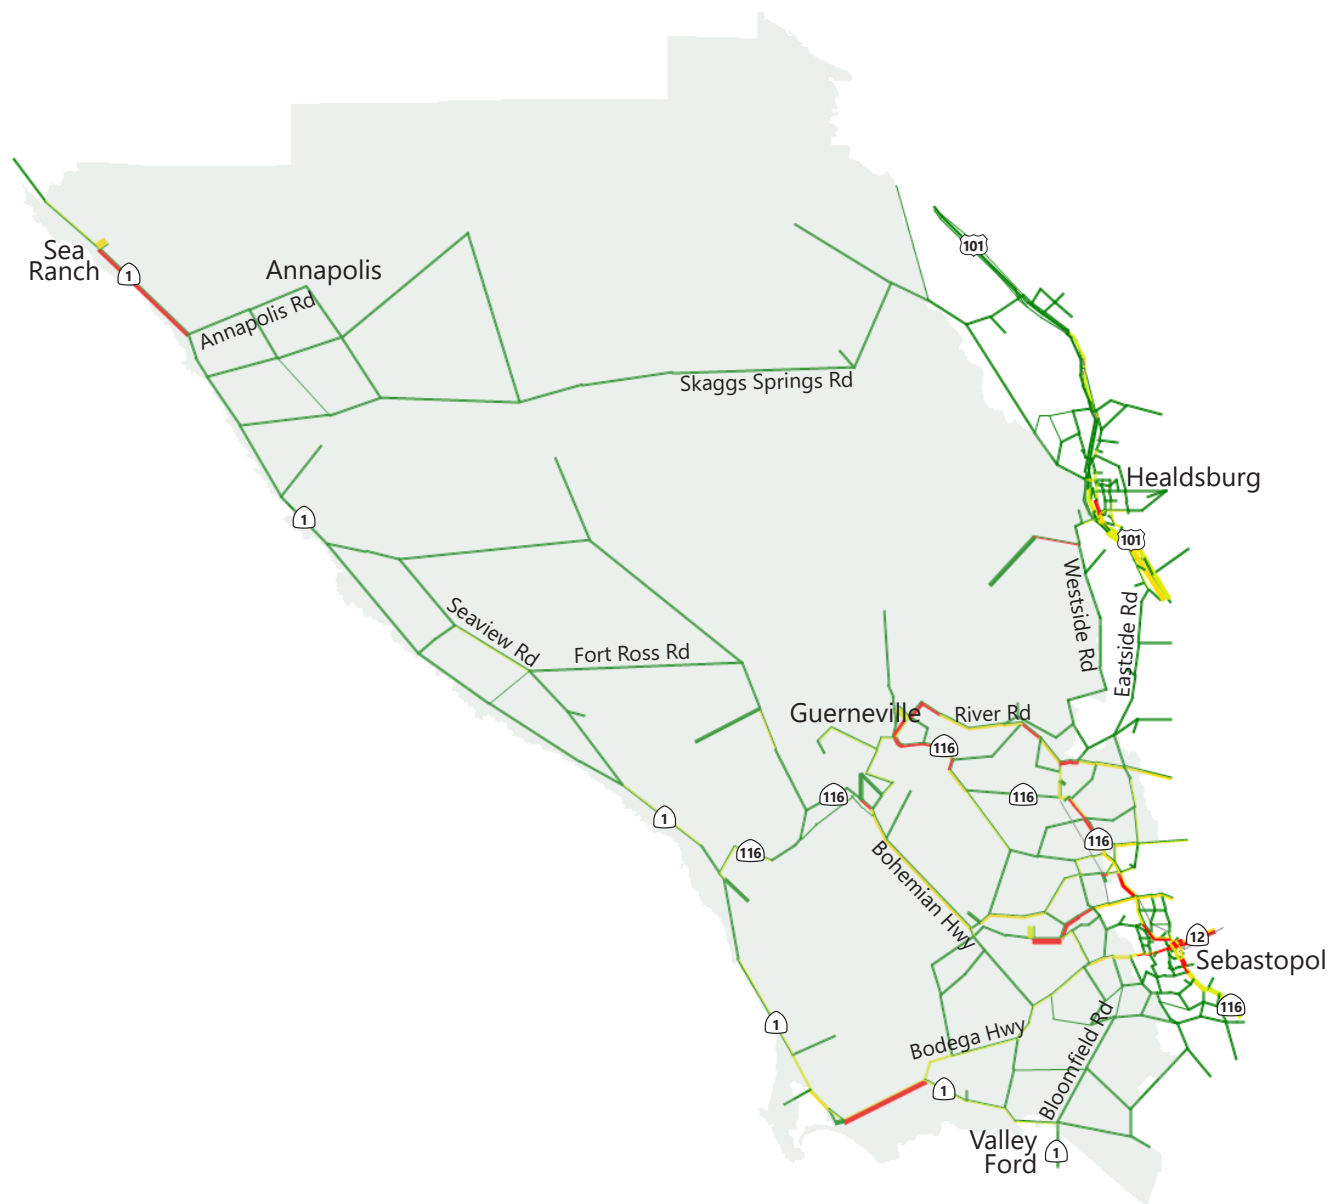 101
Sea
Ranch
1
Annapolis
Annapolis Rd
Skaggs Springs Rd
Healdsburg
1
101
Westside Rd
Eastside Rd
Seaview Rd
Fort Ross Rd
Guerneville
River Rd
116
116
116
1
116
116
Bohemian Hwy
12
Sebastopol
116
1
Bodega Hwy
Bloomfield Rd
1
Valley
Ford
1